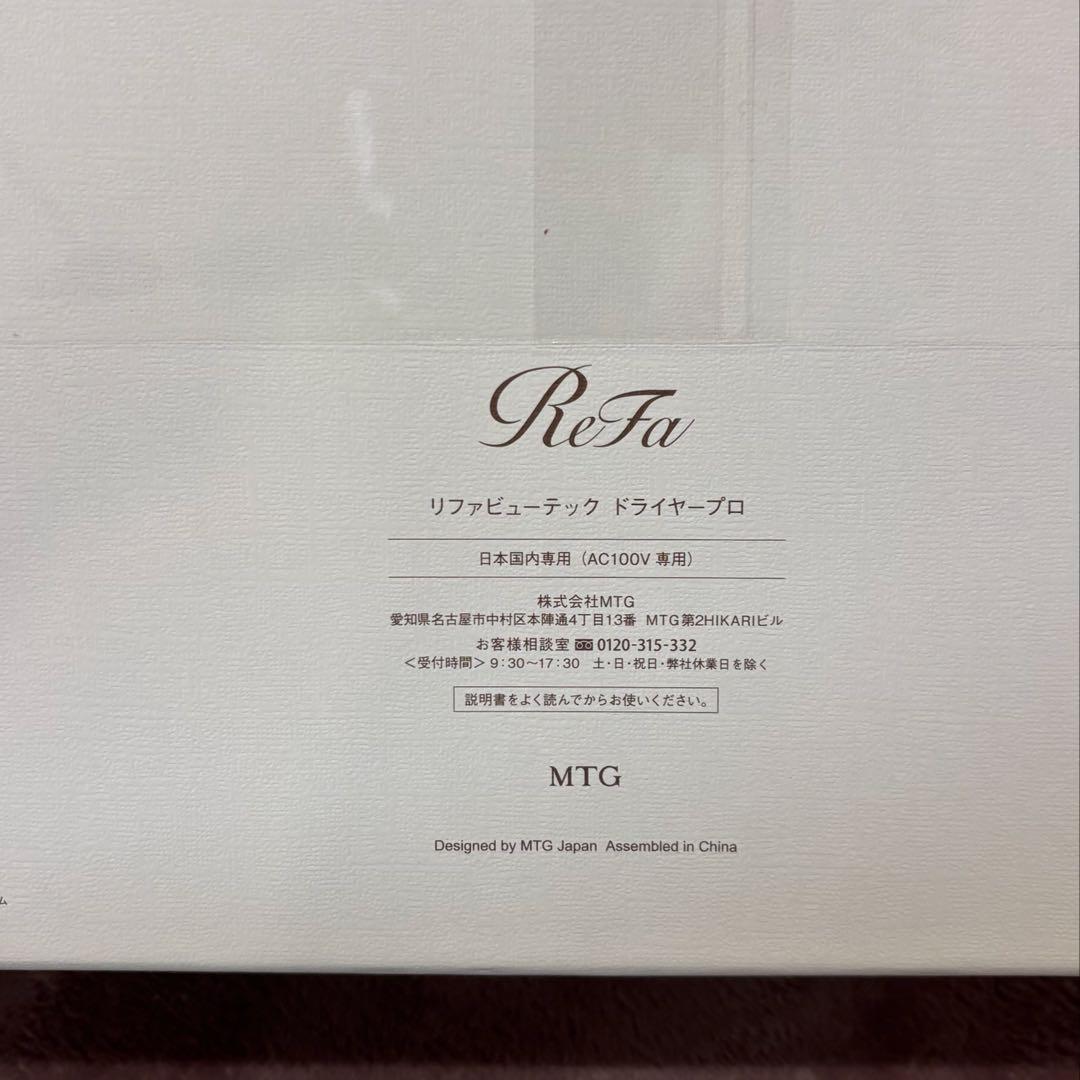 ReFa
リファビューテック ドライヤープロ
日本国内専用（AC100V 専用）
株式会社MTG
愛知県名古屋市中村区本陣通4丁目13番 MTG第2HIKARIビル
お客様相談室 0120-315-332
＜受付時間＞9:30〜17:30 土・日・祝日・弊社休業日を除く
説明書をよく読んでからお使いください。
MTG
Designed by MTG Japan Assembled in China
ム